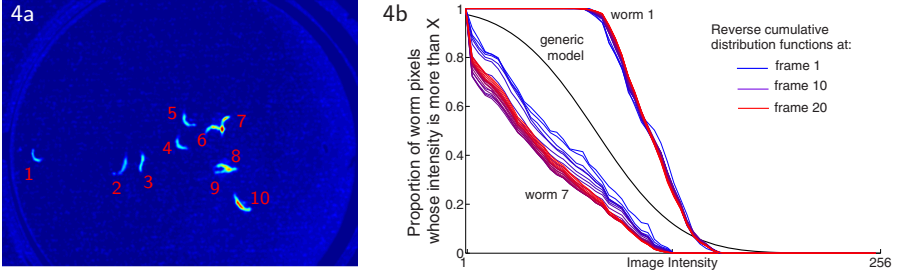 4a
1
2
3
4
5
6
7
8
9
10
4b
Proportion of worm pixels
whose intensity is more than X
1
0.8
0.6
0.4
0.2
0
worm 1
generic
model
worm 7
Reverse cumulative
distribution functions at:
frame 1
frame 10
frame 20
1
Image Intensity
256